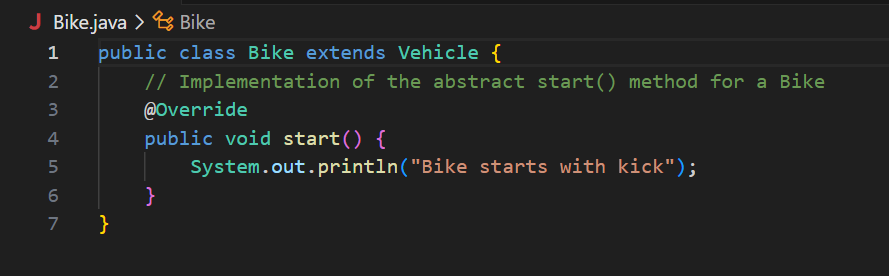 J Bike.java > Bike
1 public class Bike extends Vehicle {
2 // Implementation of the abstract start() method for a Bike
3 @Override
4 public void start() {
5 System.out.println("Bike starts with kick");
6 }
7 }